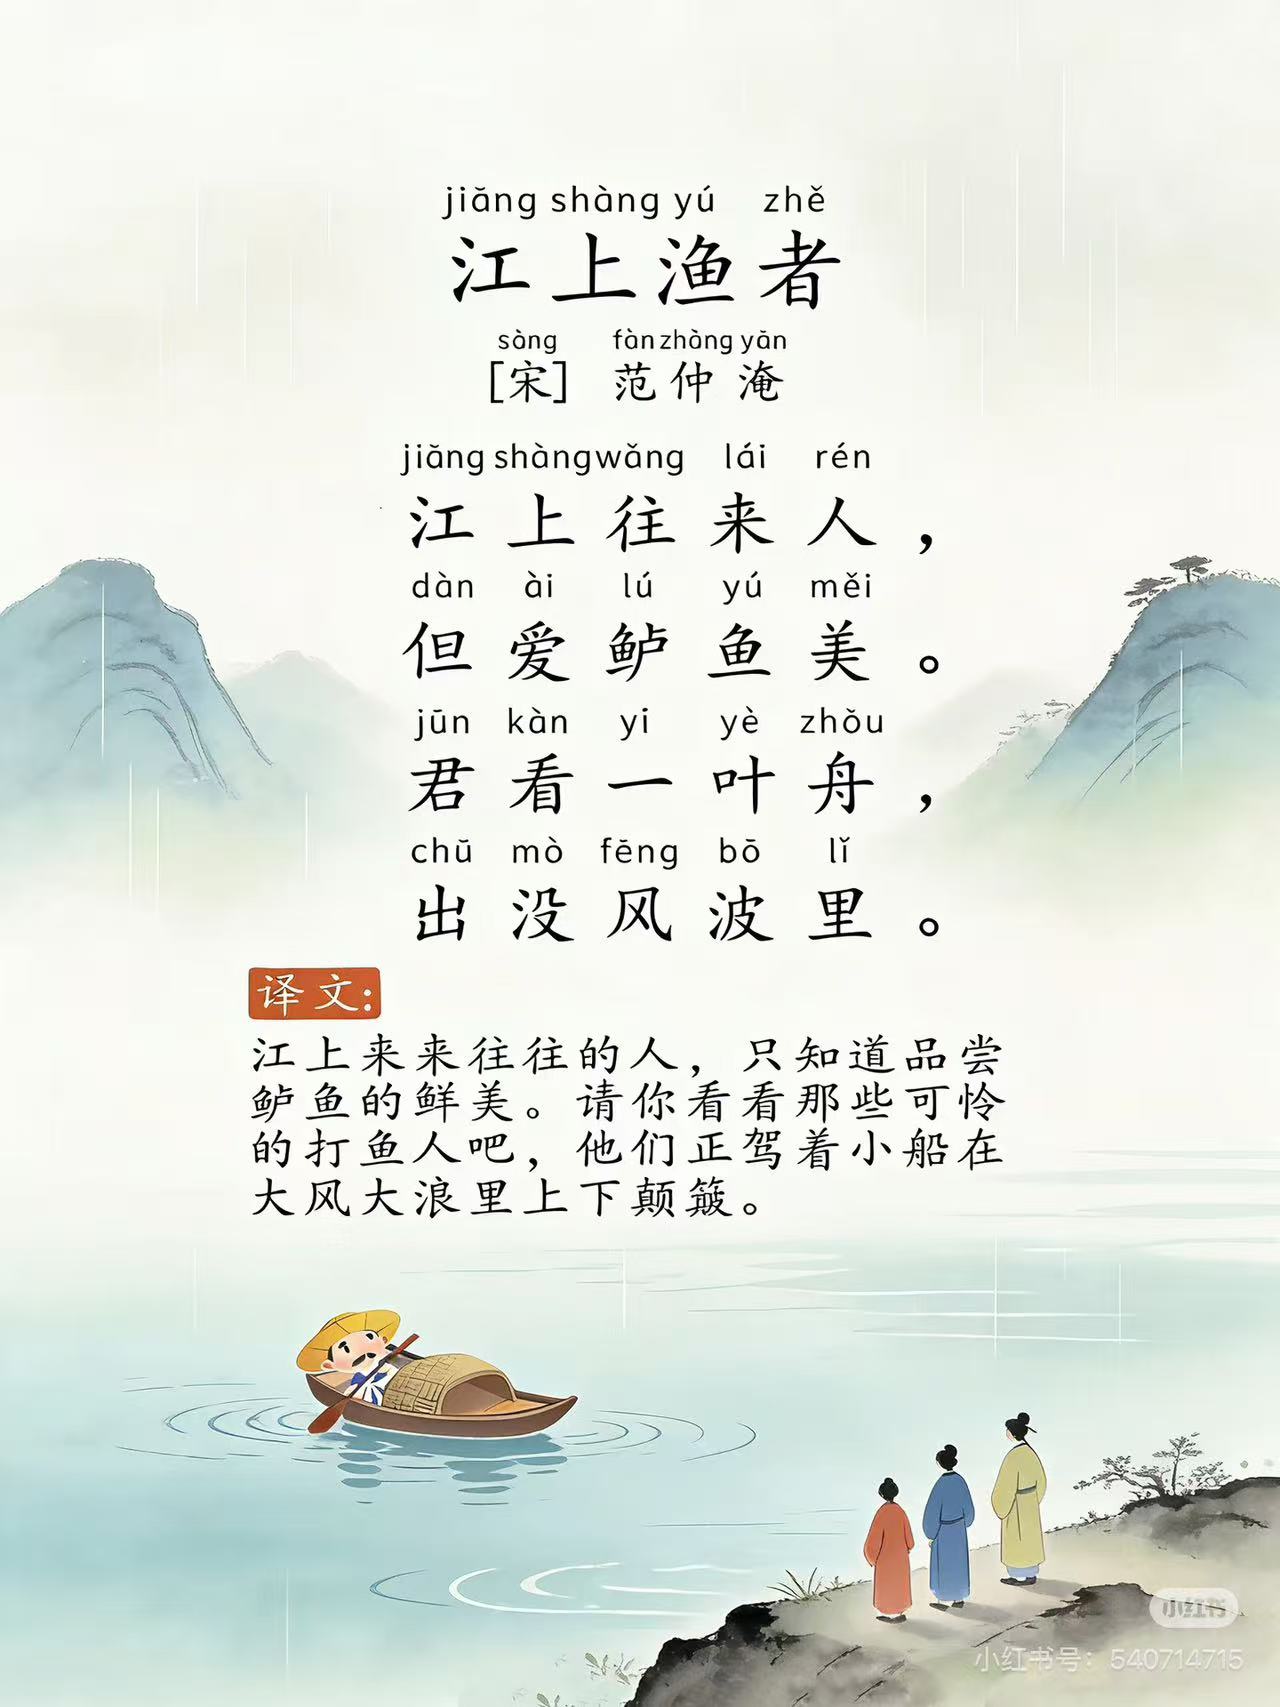 jiāng shàng yú zhě
江上渔者
sòng fàn zhòng yān
[宋] 范仲淹
jiāng shàng wǎng lái rén
江上往来人，
dàn ài lú yú měi
但爱鲈鱼美。
jūn kàn yi yè zhōu
君看一叶舟，
chū mò fēng bō lǐ
出没风波里。
译文:
江上来来往往的人，只知道品尝
鲈鱼的鲜美。请你看看那些可怜
的打鱼人吧，他们正驾着小船在
大风大浪里上下颠簸。
小红书
小红书号：540714715